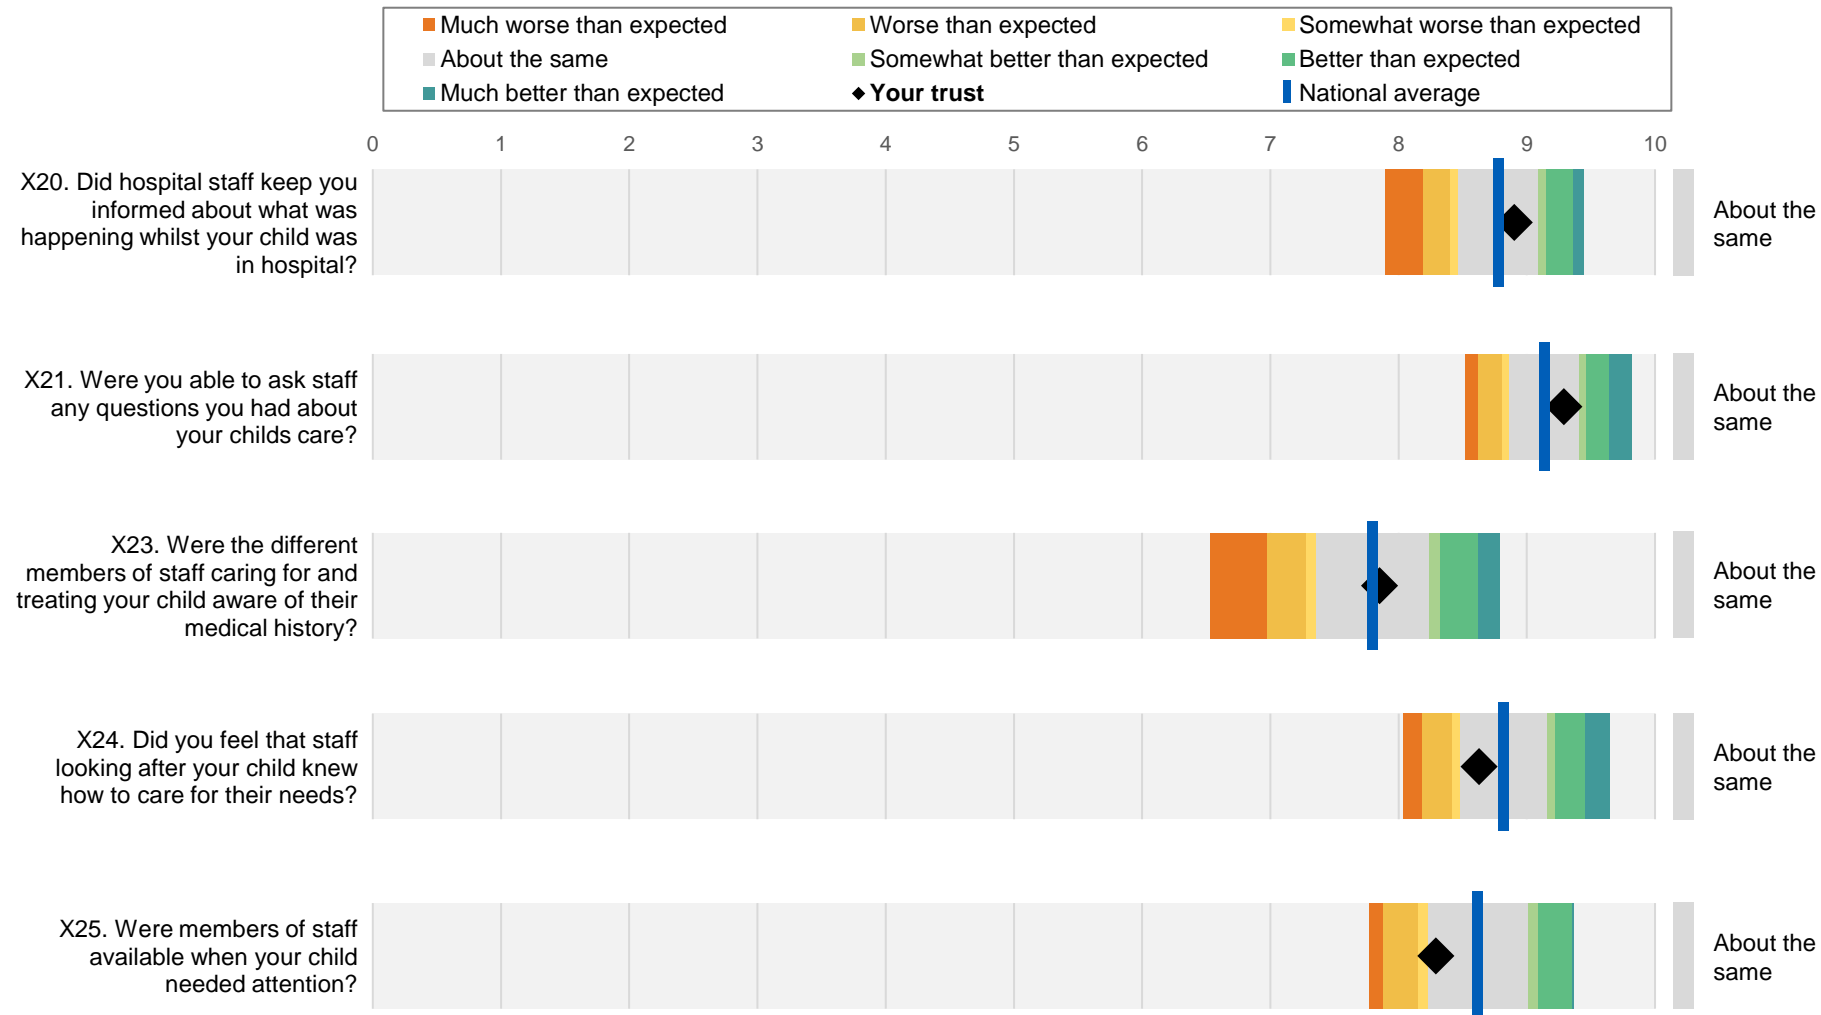 Much worse than expected
Worse than expected
Somewhat worse than expected
About the same
Somewhat better than expected
Better than expected
Much better than expected
Your trust
National average
0 1 2 3 4 5 6 7 8 9 10
X20. Did hospital staff keep you
informed about what was
happening whilst your child was
in hospital?
About the
same
X21. Were you able to ask staff
any questions you had about
your childs care?
About the
same
X23. Were the different
members of staff caring for and
treating your child aware of their
medical history?
About the
same
X24. Did you feel that staff
looking after your child knew
how to care for their needs?
About the
same
X25. Were members of staff
available when your child
needed attention?
About the
same